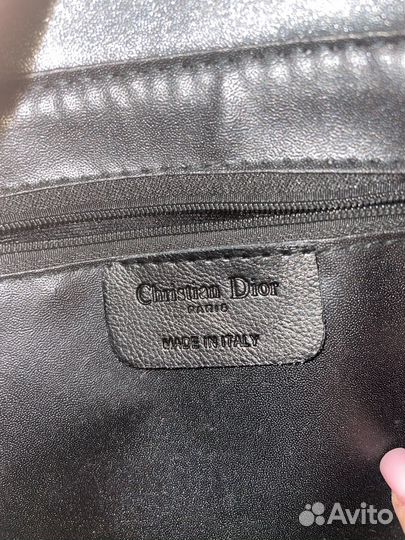 Christian Dior
PARIS
MADE IN ITALY
Avito